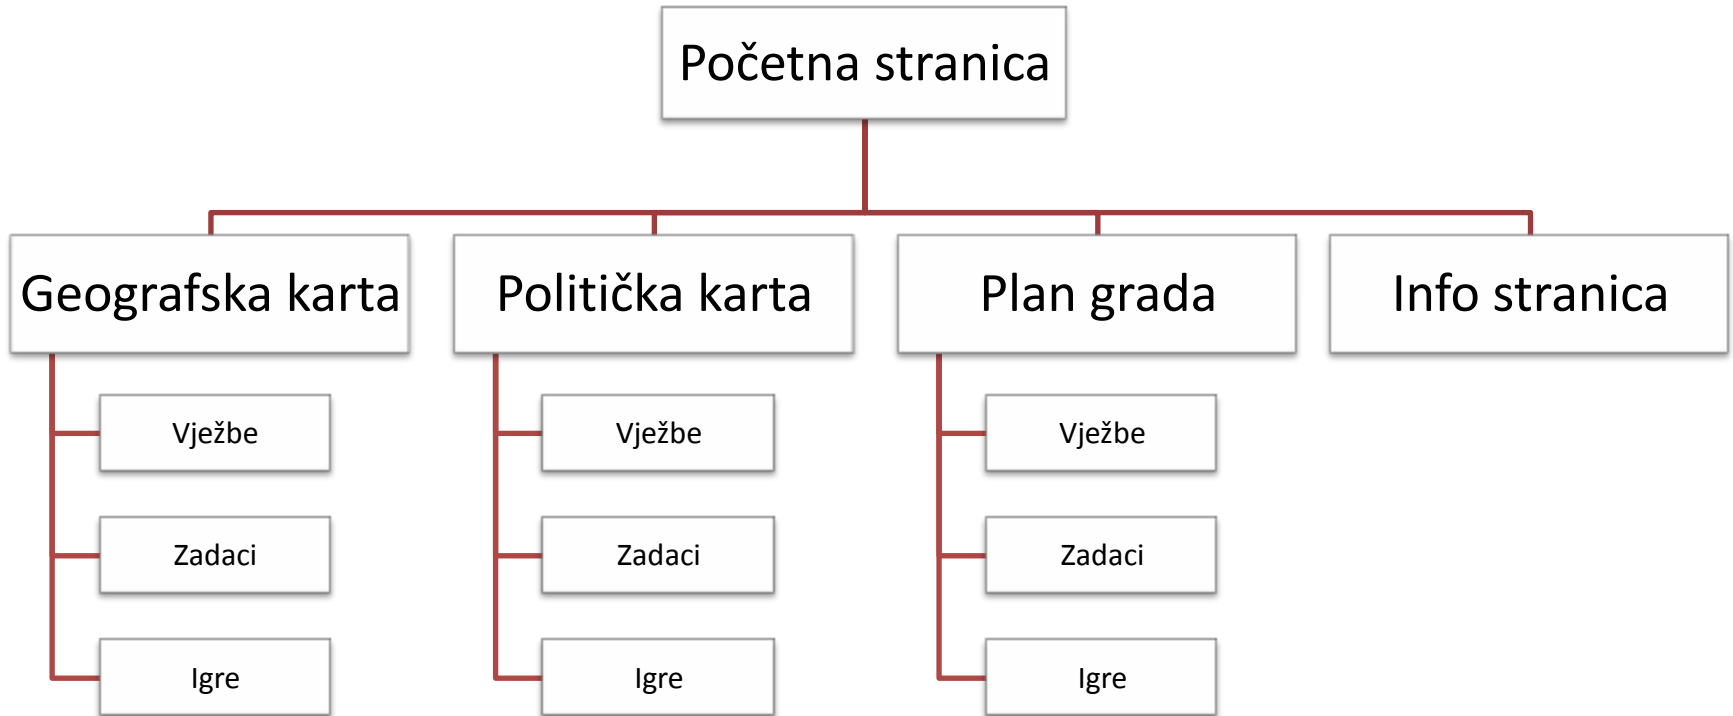 Početna stranica
Geografska karta
Politička karta
Plan grada
Info stranica
Vježbe
Vježbe
Vježbe
Zadaci
Zadaci
Zadaci
Igre
Igre
Igre